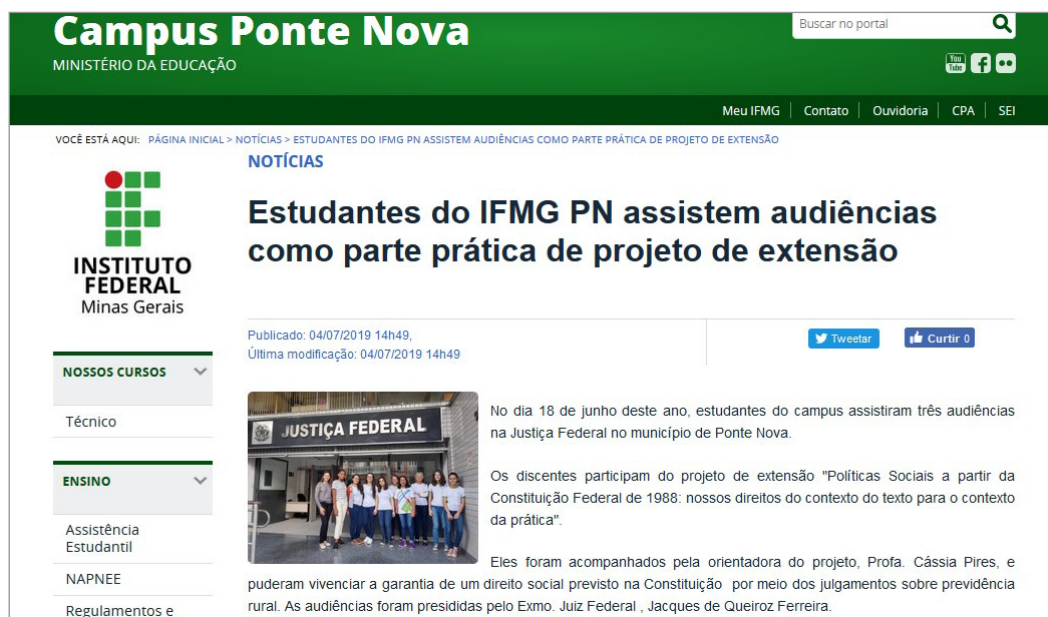 Campus Ponte Nova
MINISTÉRIO DA EDUCAÇÃO
Buscar no portal
You
Tube
Meu IFMG
Contato
Ouvidoria
CPA
SEI
VOCÊ ESTÁ AQUI: PÁGINA INICIAL > NOTÍCIAS > ESTUDANTES DO IFMG PN ASSISTEM AUDIÊNCIAS COMO PARTE PRÁTICA DE PROJETO DE EXTENSÃO
INSTITUTO
FEDERAL
Minas Gerais
NOSSOS CURSOS
Técnico
ENSINO
Assistência
Estudantil
NAPNEE
Regulamentos e
NOTÍCIAS
Estudantes do IFMG PN assistem audiências
como parte prática de projeto de extensão
Publicado: 04/07/2019 14h49,
Última modificação: 04/07/2019 14h49
Tweetar
Curtir 0
JUSTIÇA FEDERAL
No dia 18 de junho deste ano, estudantes do campus assistiram três audiências
na Justiça Federal no município de Ponte Nova.
Os discentes participam do projeto de extensão "Políticas Sociais a partir da
Constituição Federal de 1988: nossos direitos do contexto do texto para o contexto
da prática".
Eles foram acompanhados pela orientadora do projeto, Profa. Cássia Pires, e
puderam vivenciar a garantia de um direito social previsto na Constituição por meio dos julgamentos sobre previdência
rural. As audiências foram presididas pelo Exmo. Juiz Federal , Jacques de Queiroz Ferreira.